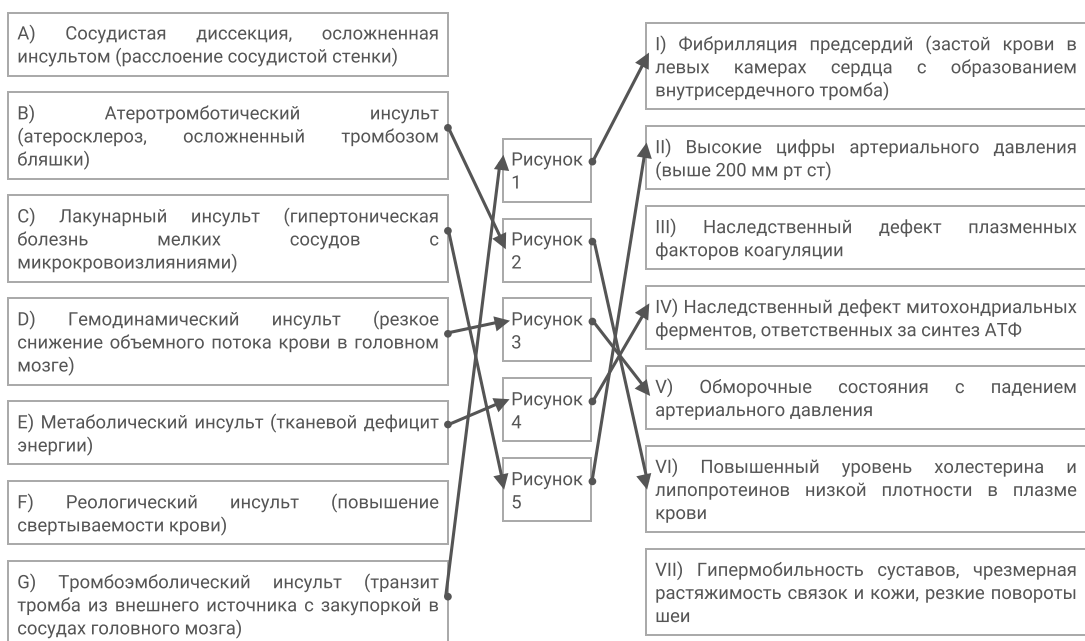 A) Сосудистая диссекция, осложненная
инсультом (расслоение сосудистой стенки)
B) Атеротромботический инсульт
(атеросклероз, осложненный тромбозом
бляшки)
C) Лакунарный инсульт (гипертоническая
болезнь мелких сосудов с
микрокровоизлияниями)
D) Гемодинамический инсульт (резкое
снижение объемного потока крови в головном
мозге)
E) Метаболический инсульт (тканевой дефицит
энергии)
F) Реологический инсульт (повышение
свертываемости крови)
G) Тромбоэмболический инсульт (транзит
тромба из внешнего источника с закупоркой в
сосудах головного мозга)
Рисунок
1
Рисунок
2
Рисунок
3
Рисунок
4
Рисунок
5
I) Фибрилляция предсердий (застой крови в
левых камерах сердца с образованием
внутрисердечного тромба)
II) Высокие цифры артериального давления
(выше 200 мм рт ст)
III) Наследственный дефект плазменных
факторов коагуляции
IV) Наследственный дефект митохондриальных
ферментов, ответственных за синтез АТФ
V) Обморочные состояния с падением
артериального давления
VI) Повышенный уровень холестерина и
липопротеинов низкой плотности в плазме
крови
VII) Гипермобильность суставов, чрезмерная
растяжимость связок и кожи, резкие повороты
шеи